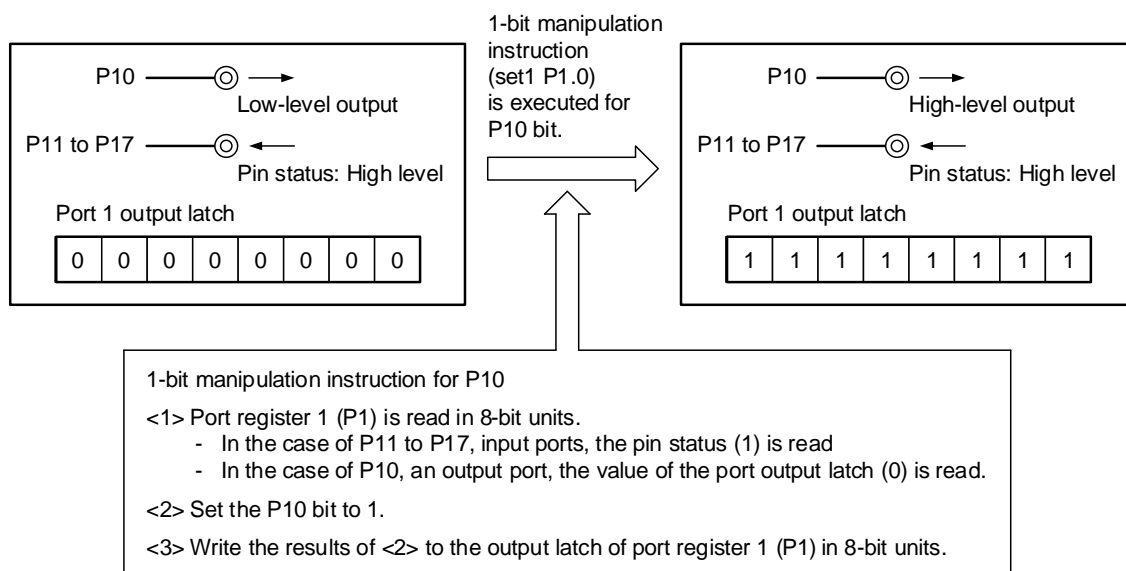 P10
Low-level output
P11 to P17
Pin status: High level
Port 1 output latch
0 0 0 0 0 0 0 0
1-bit manipulation
instruction
(set1 P1.0)
is executed for
P10 bit.
P10
High-level output
P11 to P17
Pin status: High level
Port 1 output latch
1 1 1 1 1 1 1 1
1-bit manipulation instruction for P10
<1> Port register 1 (P1) is read in 8-bit units.
- In the case of P11 to P17, input ports, the pin status (1) is read
- In the case of P10, an output port, the value of the port output latch (0) is read.
<2> Set the P10 bit to 1.
<3> Write the results of <2> to the output latch of port register 1 (P1) in 8-bit units.